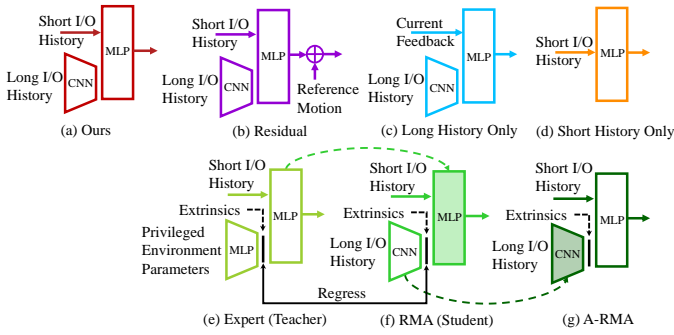 Short I/O
History
MLP
CNN
Long I/O
History
(a) Ours
Short I/O
History
MLP
CNN
Long I/O
History
Reference
Motion
(b) Residual
Current
Feedback
MLP
CNN
Long I/O
History
(c) Long History Only
Short I/O
History
MLP
(d) Short History Only
Short I/O
History
MLP
Extrinsics
Privileged
Environment
Parameters
MLP
(e) Expert (Teacher)
Regress
Short I/O
History
MLP
Extrinsics
Long I/O
History
CNN
(f) RMA (Student)
Short I/O
History
MLP
Extrinsics
Long I/O
History
CNN
(g) A-RMA